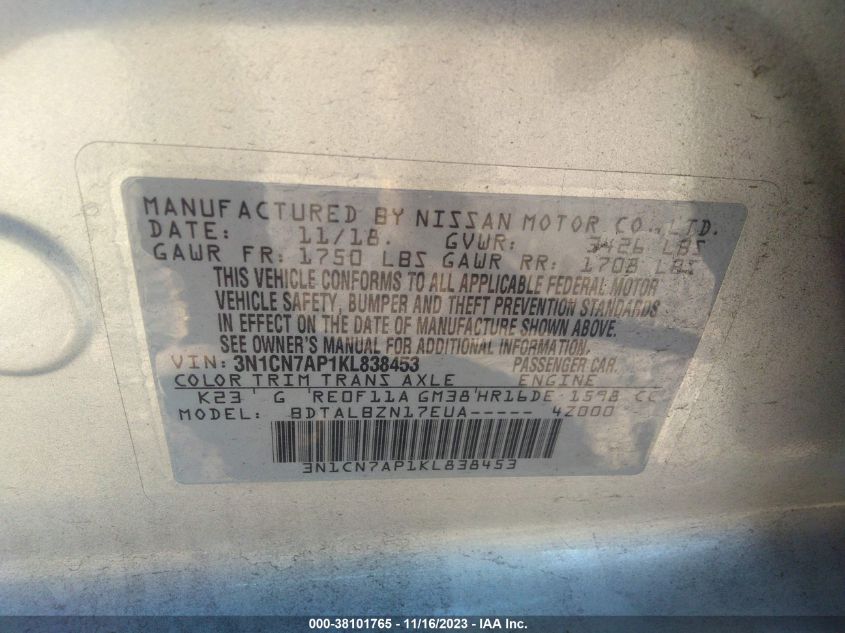 MANUFACTURED BY NISSAN MOTOR CO., LTD.
DATE: 11/18. GVWR: 3426 LBS
GAWR FR: 1750 LBS GAWR RR: 1708 LBS
THIS VEHICLE CONFORMS TO ALL APPLICABLE FEDERAL MOTOR
VEHICLE SAFETY, BUMPER AND THEFT PREVENTION STANDARDS
IN EFFECT ON THE DATE OF MANUFACTURE SHOWN ABOVE.
SEE OWNER'S MANUAL FOR ADDITIONAL INFORMATION.
VIN: 3N1CN7AP1KL838453 PASSENGER CAR.
COLOR TRIM TRANS AXLE ENGINE
K23 G RE0F11A GM38 HR16DE 1598 CC
MODEL: BDTALBZN17EUA----- 4Z000
3N1CN7AP1KL838453
000-38101765 - 11/16/2023 - IAA Inc.